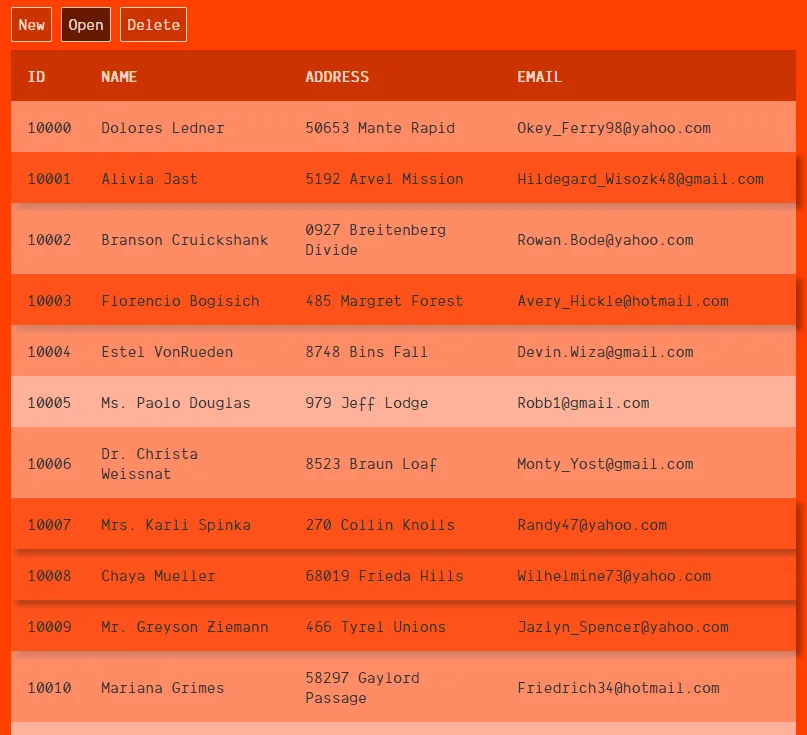 New Open Delete
ID NAME ADDRESS EMAIL
10000 Dolores Ledner 50653 Mante Rapid Okey_Ferry98@yahoo.com
10001 Alivia Jast 5192 Arvel Mission Hildegard_Wisozk48@gmail.com
10002 Branson Cruickshank 0927 Breitenberg Rowan.Bode@yahoo.com
Divide
10003 Florencio Bogisich 485 Margret Forest Avery_Hickle@hotmail.com
10004 Estel VonRueden 8748 Bins Fall Devin.Wiza@gmail.com
10005 Ms. Paolo Douglas 979 Jeff Lodge Robb1@gmail.com
10006 Dr. Christa 8523 Braun Loaf Monty_Yost@gmail.com
Weissnat
10007 Mrs. Karli Spinka 270 Collin Knolls Randy47@yahoo.com
10008 Chaya Mueller 68019 Frieda Hills Wilhelmine73@yahoo.com
10009 Mr. Greyson Ziemann 466 Tyrel Unions Jazlyn_Spencer@yahoo.com
10010 Mariana Grimes 58297 Gaylord Friedrich34@hotmail.com
Passage